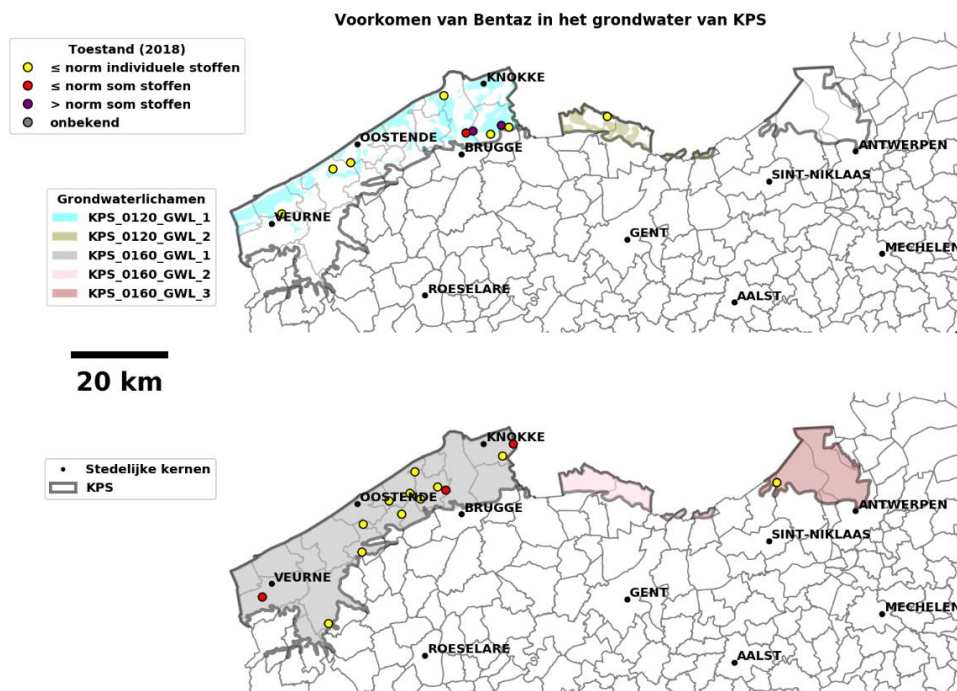 Voorkomen van Bentaz in het grondwater van KPS
Toestand (2018)
≤ norm individuele stoffen
≤ norm som stoffen
> norm som stoffen
onbekend
Grondwaterlichamen
KPS_0120_GWL_1
KPS_0120_GWL_2
KPS_0160_GWL_1
KPS_0160_GWL_2
KPS_0160_GWL_3
KNOKKE
OOSTENDE
BRUGGE
ANTWERPEN
SINT-NIKLAAS
VEURNE
GENT
MECHELEN
ROESELARE
AALST
20 km
Stedelijke kernen
KPS
KNOKKE
OOSTENDE
BRUGGE
ANTWERPEN
SINT-NIKLAAS
VEURNE
GENT
MECHELEN
ROESELARE
AALST